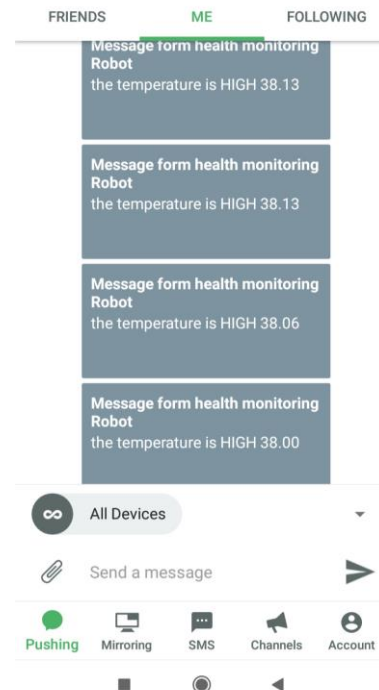 FRIENDS ME FOLLOWING
Message form health monitoring
Robot
the temperature is HIGH 38.13
Message form health monitoring
Robot
the temperature is HIGH 38.13
Message form health monitoring
Robot
the temperature is HIGH 38.06
Message form health monitoring
Robot
the temperature is HIGH 38.00
All Devices
Send a message
Pushing Mirroring SMS Channels Account